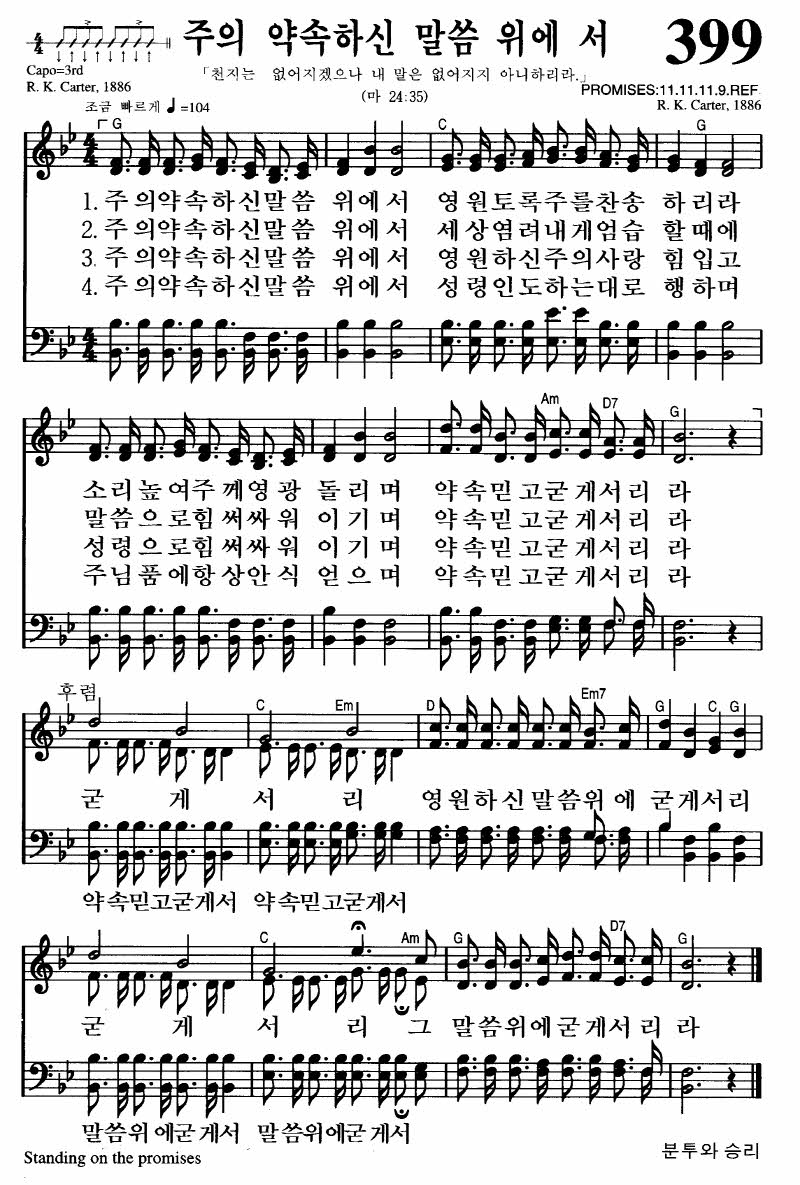 주의 약속하신 말씀 위에 서 399
Capo=3rd
「천지는 없어지겠으나 내 말은 없어지지 아니하리라.」
(마 24:35)
R. K. Carter, 1886
PROMISES:11.11.11.9.REF.
R. K. Carter, 1886
조금 빠르게 ♩=104
G C G
1. 주의약속하신말씀 위에서 영원토록주를찬송 하리라
2. 주의약속하신말씀 위에서 세상염려내게엄습 할때에
3. 주의약속하신말씀 위에서 영원하신주의사랑 힘입고
4. 주의약속하신말씀 위에서 성령인도하는대로 행하며
Am D7 G
소리높여주께영광 돌리며 약속믿고굳게서리 라
말씀으로힘써싸워 이기며 약속믿고굳게서리 라
성령으로힘써싸워 이기며 약속믿고굳게서리 라
주님품에항상안식 얻으며 약속믿고굳게서리 라
후렴
C Em D Em7 G C G
굳 게 서 리 영원하신말씀위에 굳게서리
약속믿고굳게서 약속믿고굳게서
C Am G D7 G
굳 게 서 리 그 말씀위에굳게서리 라
말씀위에굳게서 말씀위에굳게서
Standing on the promises
분투와 승리